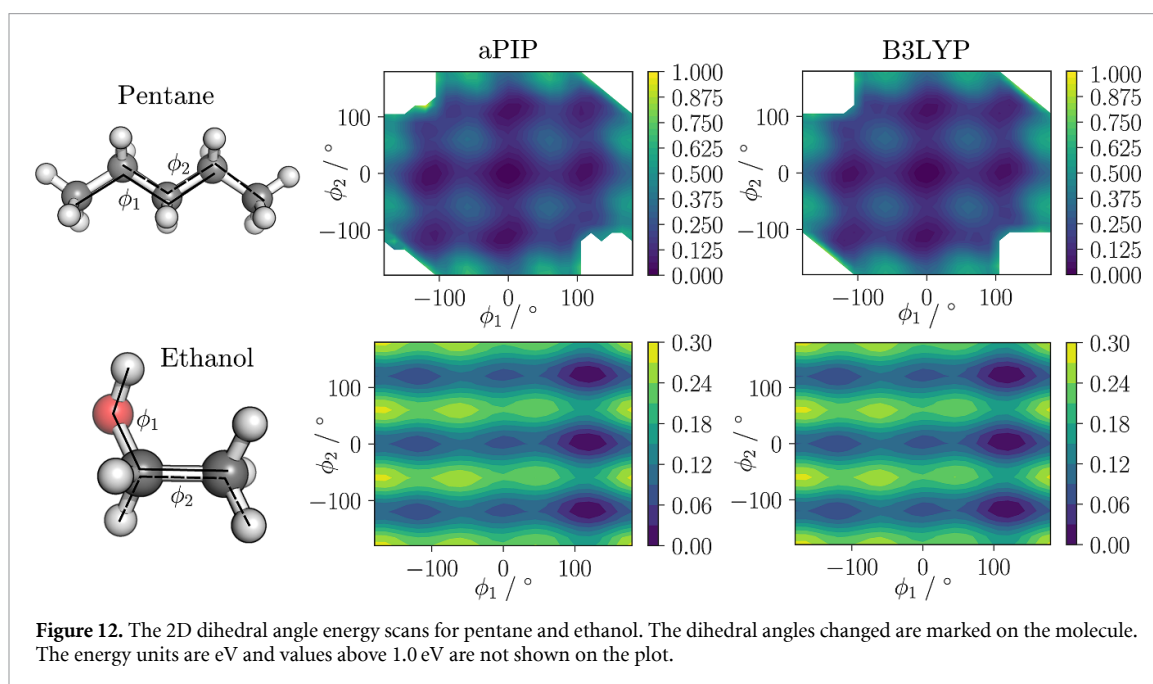 aPIP
B3LYP
Pentane
ϕ1
ϕ2
ϕ2 / °
100
0
−100
−100 0 100
ϕ1 / °
1.000
0.875
0.750
0.625
0.500
0.375
0.250
0.125
0.000
ϕ2 / °
100
0
−100
−100 0 100
ϕ1 / °
1.000
0.875
0.750
0.625
0.500
0.375
0.250
0.125
0.000
Ethanol
ϕ1
ϕ2
ϕ2 / °
100
0
−100
−100 0 100
ϕ1 / °
0.30
0.24
0.18
0.12
0.06
0.00
ϕ2 / °
100
0
−100
−100 0 100
ϕ1 / °
0.30
0.24
0.18
0.12
0.06
0.00
Figure 12. The 2D dihedral angle energy scans for pentane and ethanol. The dihedral angles changed are marked on the molecule.
The energy units are eV and values above 1.0 eV are not shown on the plot.